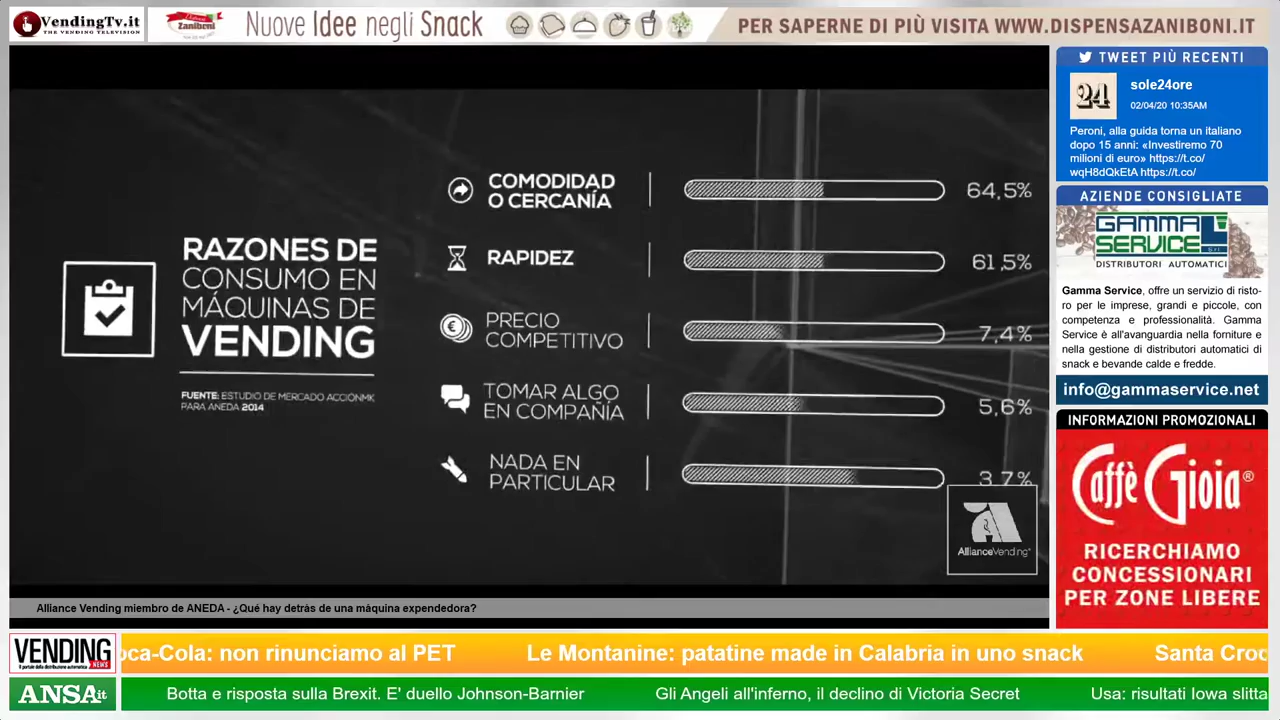 VendingTv.it
THE VENDING TELEVISION
Zaniboni
Nuove Idee negli Snack
PER SAPERNE DI PIÙ VISITA WWW.DISPENSAZANIBONI.IT
RAZONES DE
CONSUMO EN
MÁQUINAS DE
VENDING
FUENTE: ESTUDIO DE MERCADO ACCIONMK
PARA ANEDA 2014
COMODIDAD
O CERCANÍA
64,5%
RAPIDEZ
61,5%
PRECIO
COMPETITIVO
7,4%
TOMAR ALGO
EN COMPAÑÍA
5,6%
NADA EN
PARTICULAR
3,7%
AllianceVending
Alliance Vending miembro de ANEDA - ¿Qué hay detrás de una máquina expendedora?
TWEET PIÙ RECENTI
24
sole24ore
02/04/20 10:35AM
Peroni, alla guida torna un italiano
dopo 15 anni: «Investiremo 70
milioni di euro» https://t.co/
wqH8dQkEtA https://t.co/
AZIENDE CONSIGLIATE
GAMMA
SERVICE Srl
DISTRIBUTORI AUTOMATICI
Gamma Service, offre un servizio di risto-
ro per le imprese, grandi e piccole, con
competenza e professionalità. Gamma
Service è all'avanguardia nella forniture e
nella gestione di distributori automatici di
snack e bevande calde e fredde.
info@gammaservice.net
INFORMAZIONI PROMOZIONALI
Caffè Gioia®
RICERCHIAMO
CONCESSIONARI
PER ZONE LIBERE
VENDING NEWS
Il portale della distribuzione automatica
oca-Cola: non rinunciamo al PET Le Montanine: patatine made in Calabria in uno snack Santa Croc
ANSA.it
Botta e risposta sulla Brexit. E' duello Johnson-Barnier Gli Angeli all'inferno, il declino di Victoria Secret Usa: risultati Iowa slitta